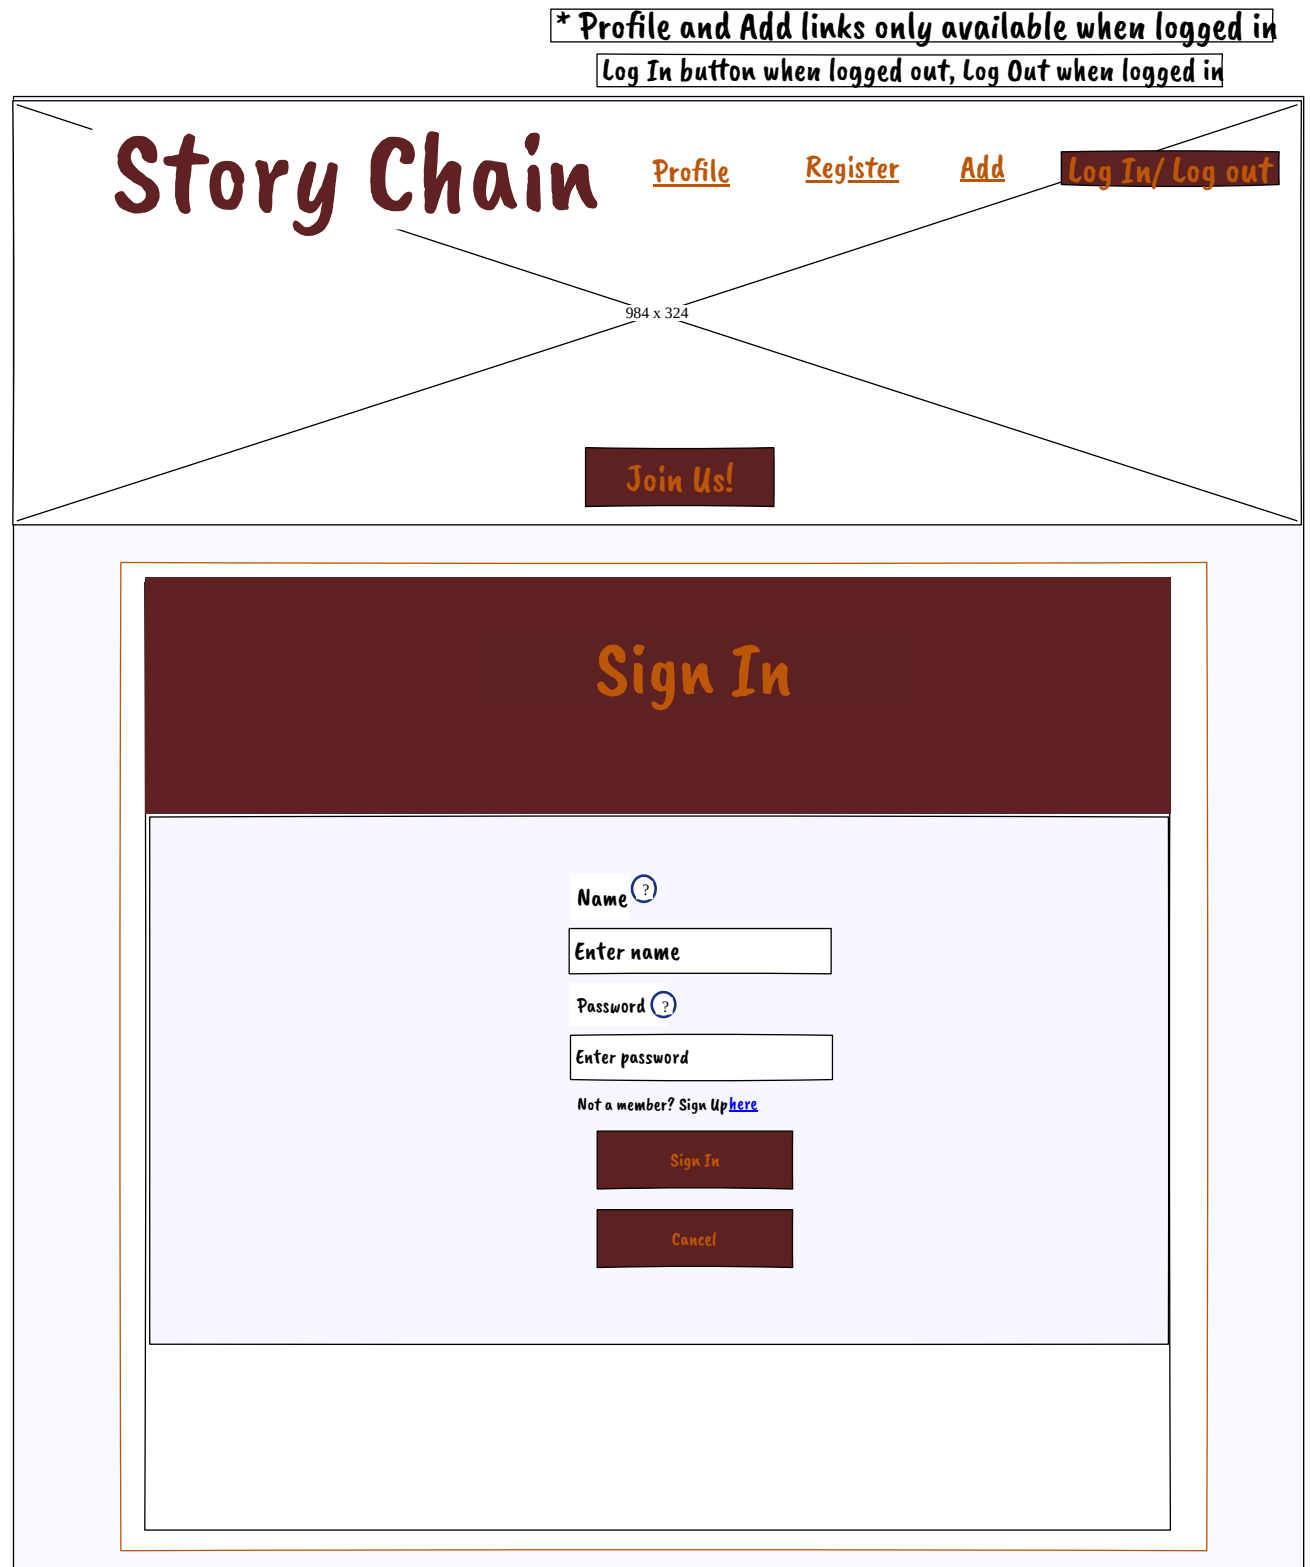 * Profile and Add links only available when logged in
Log In button when logged out, Log Out when logged in
Story Chain
Profile
Register
Add
Log In/ Log out
984 x 324
Join Us!
Sign In
Name ?
Enter name
Password ?
Enter password
Not a member? Sign Up here
Sign In
Cancel